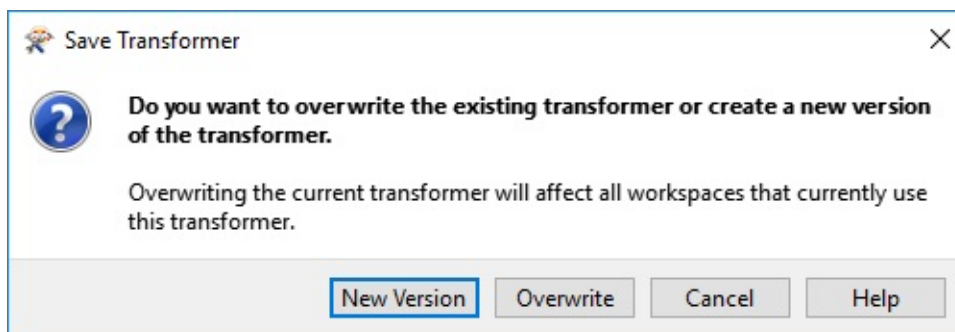 Save Transformer
Do you want to overwrite the existing transformer or create a new version
of the transformer.
Overwriting the current transformer will affect all workspaces that currently use
this transformer.
New Version Overwrite Cancel Help